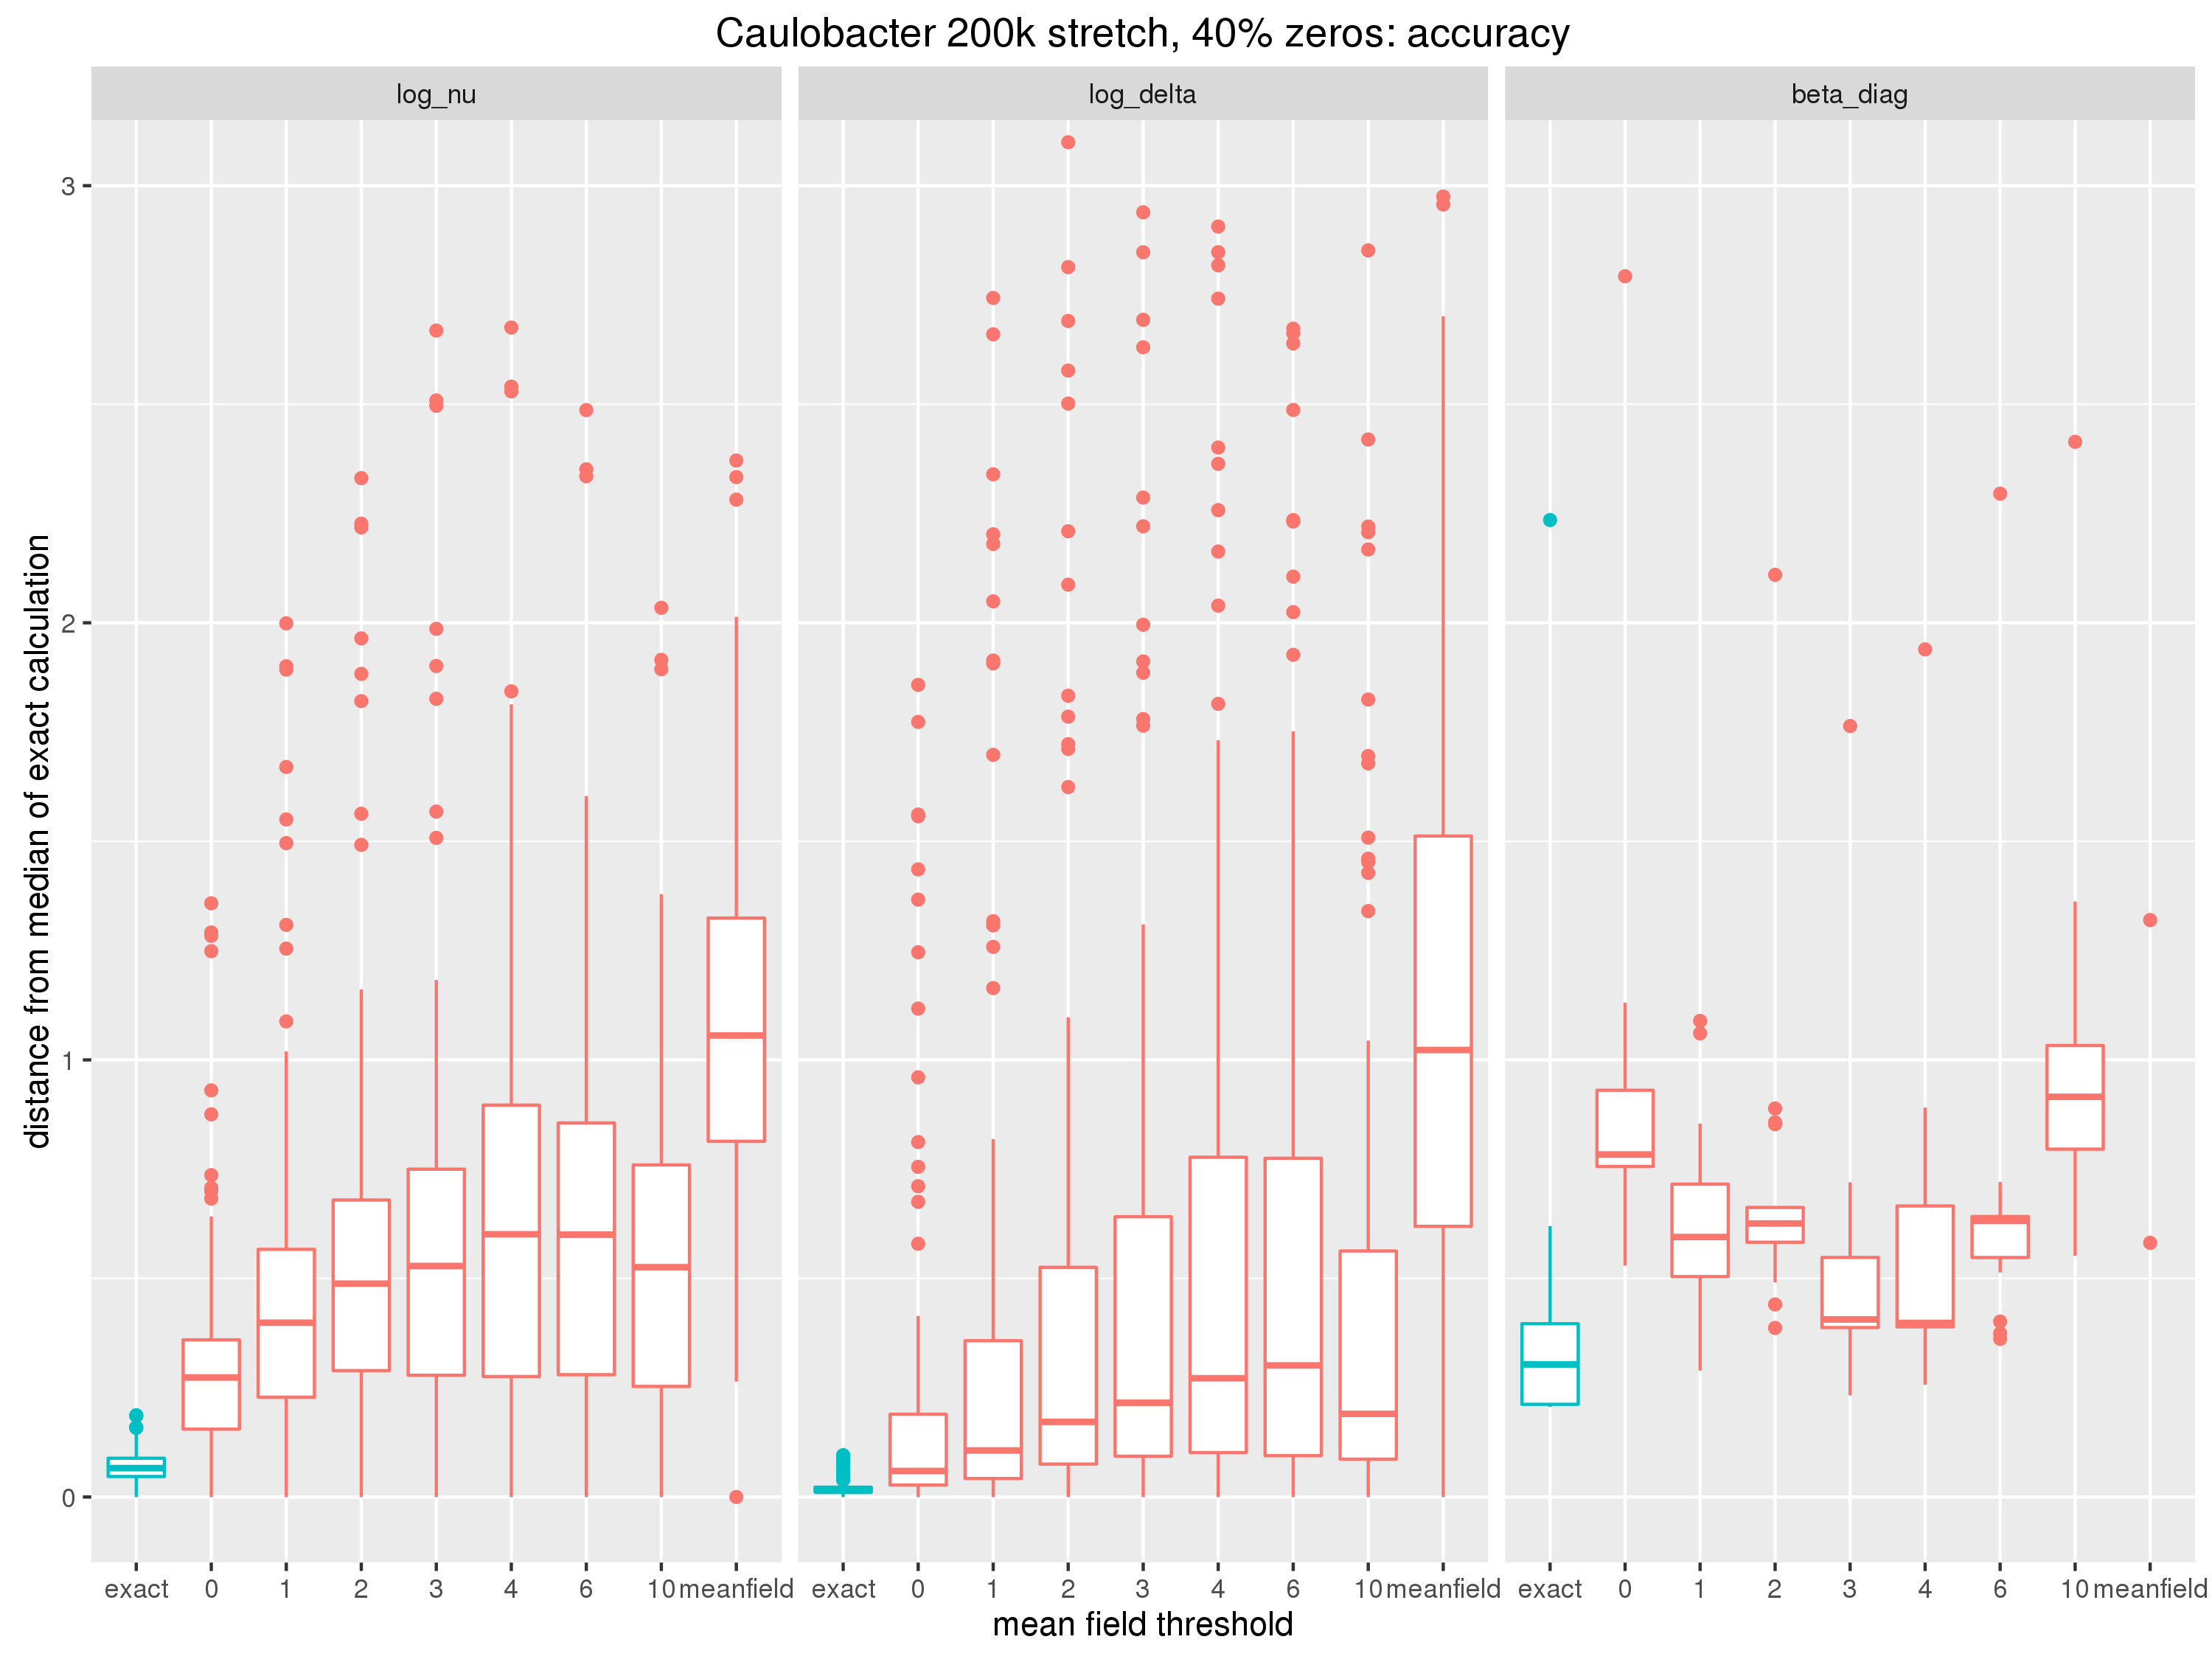 Caulobacter 200k stretch, 40% zeros: accuracy
log_nu log_delta beta_diag
distance from median of exact calculation
3
2
1
0
exact 0 1 2 3 4 6 10 meanfield exact 0 1 2 3 4 6 10 meanfield exact 0 1 2 3 4 6 10 meanfield
mean field threshold